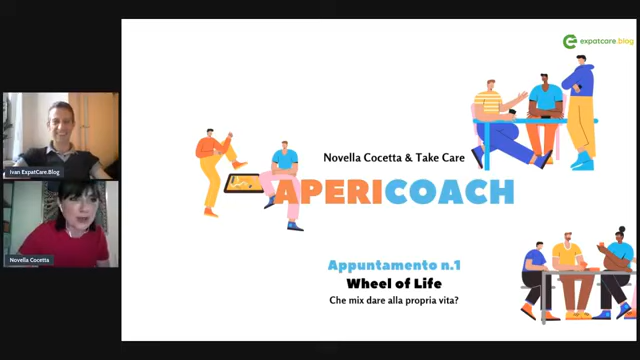 expatcare.blog
Novella Cocetta & Take Care
APERICOACH
Appuntamento n.1
Wheel of Life
Che mix dare alla propria vita?
Ivan ExpatCare.Blog
Novella Cocetta